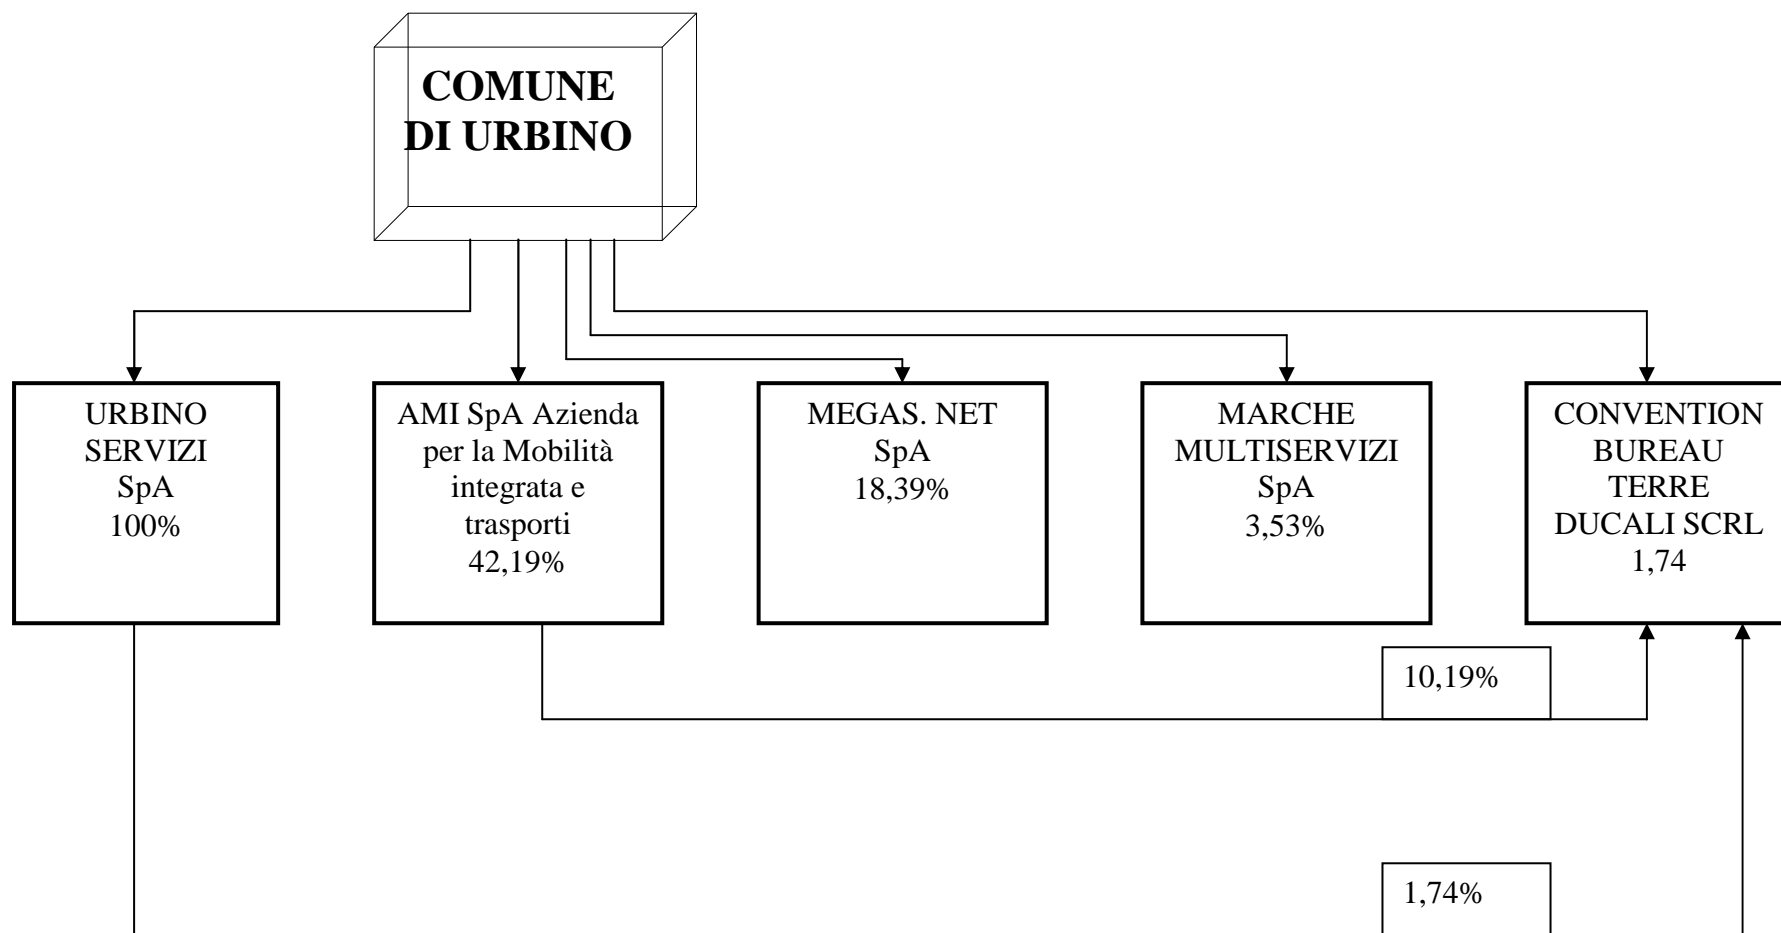 COMUNE
DI URBINO
URBINO
SERVIZI
SpA
100%
AMI SpA Azienda
per la Mobilità
integrata e
trasporti
42,19%
MEGAS. NET
SpA
18,39%
MARCHE
MULTISERVIZI
SpA
3,53%
CONVENTION
BUREAU
TERRE
DUCALI SCRL
1,74
10,19%
1,74%